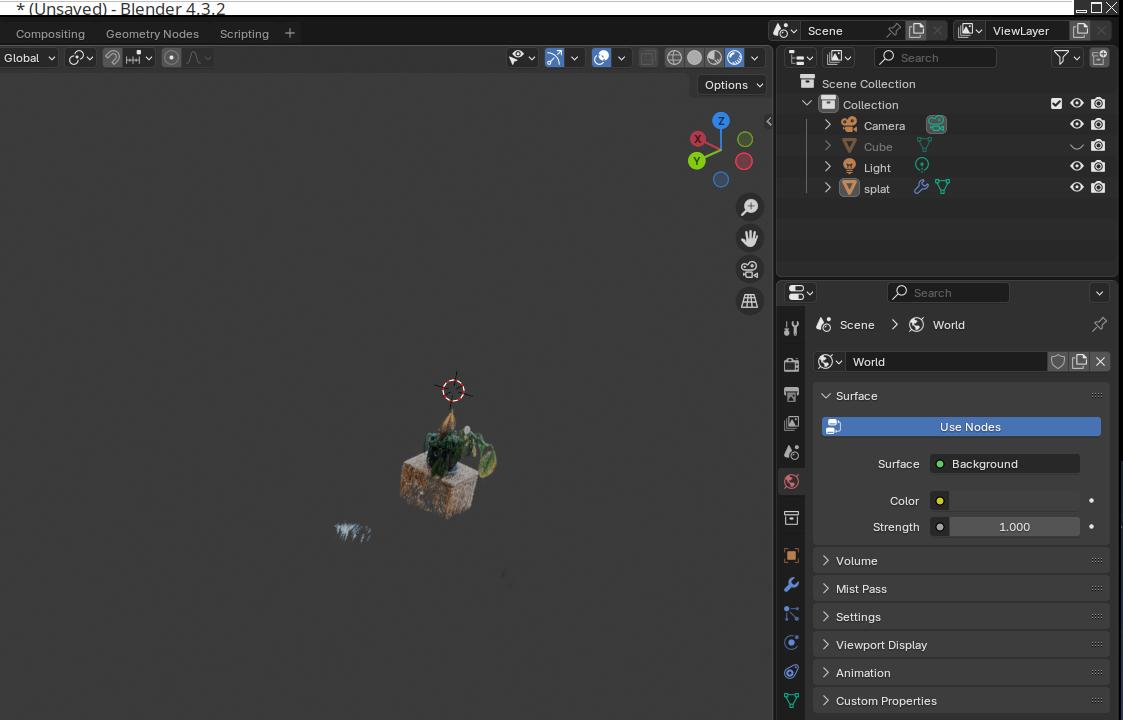 * (Unsaved) - Blender 4.3.2
Compositing Geometry Nodes Scripting +
Scene
ViewLayer
Global
Search
Options
Z
X
Y
Scene Collection
Collection
Camera
Cube
Light
splat
Search
Scene > World
World
Surface
Use Nodes
Surface Background
Color
Strength 1.000
Volume
Mist Pass
Settings
Viewport Display
Animation
Custom Properties